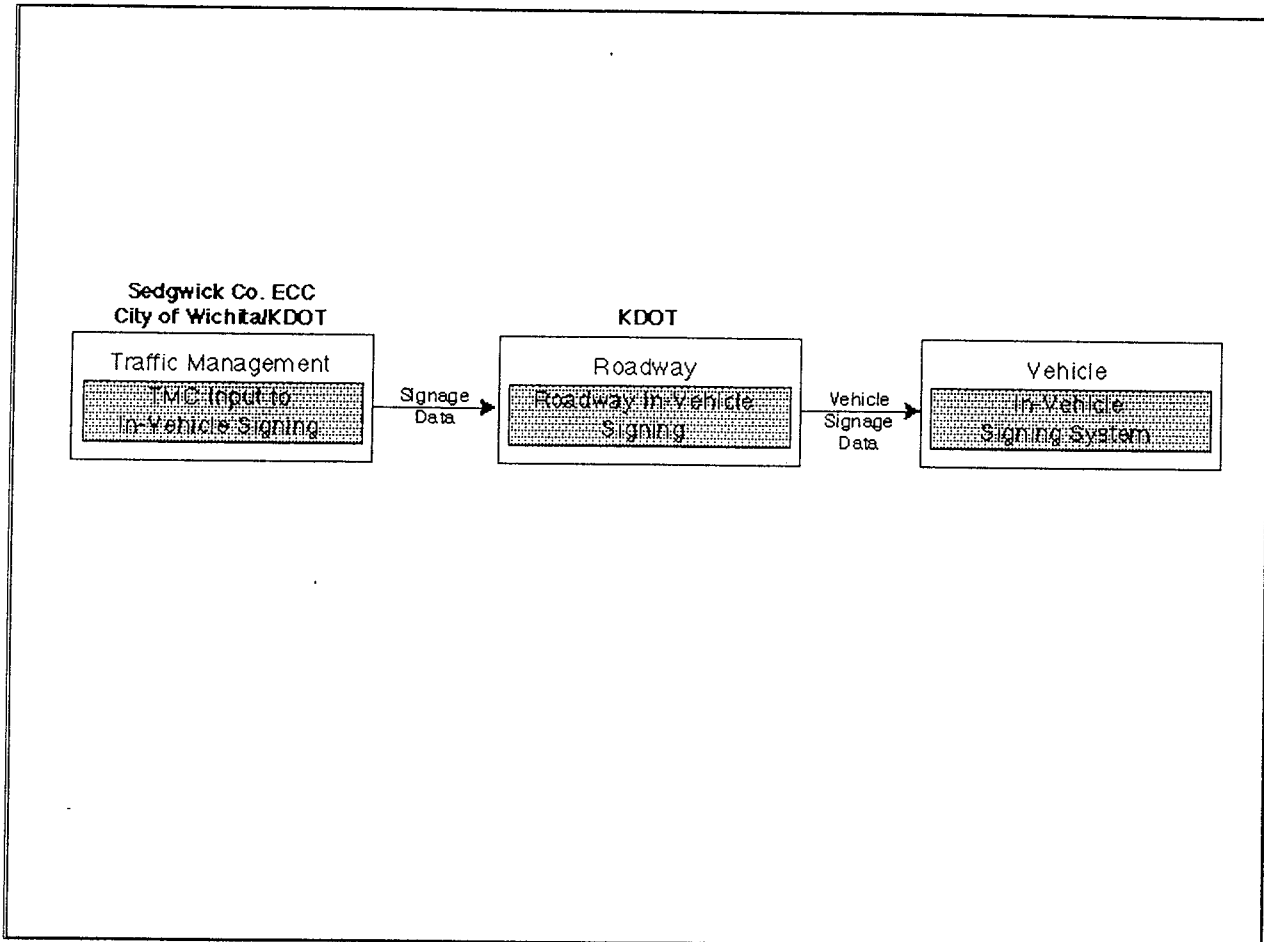 Sedgwick Co. ECC
City of Wichita/KDOT
Traffic Management
TMC Input to
In-Vehicle Signing
Signage
Data
KDOT
Roadway
Roadway In-Vehicle
Signing
Vehicle
Signage
Data
Vehicle
In-Vehicle
Signing System